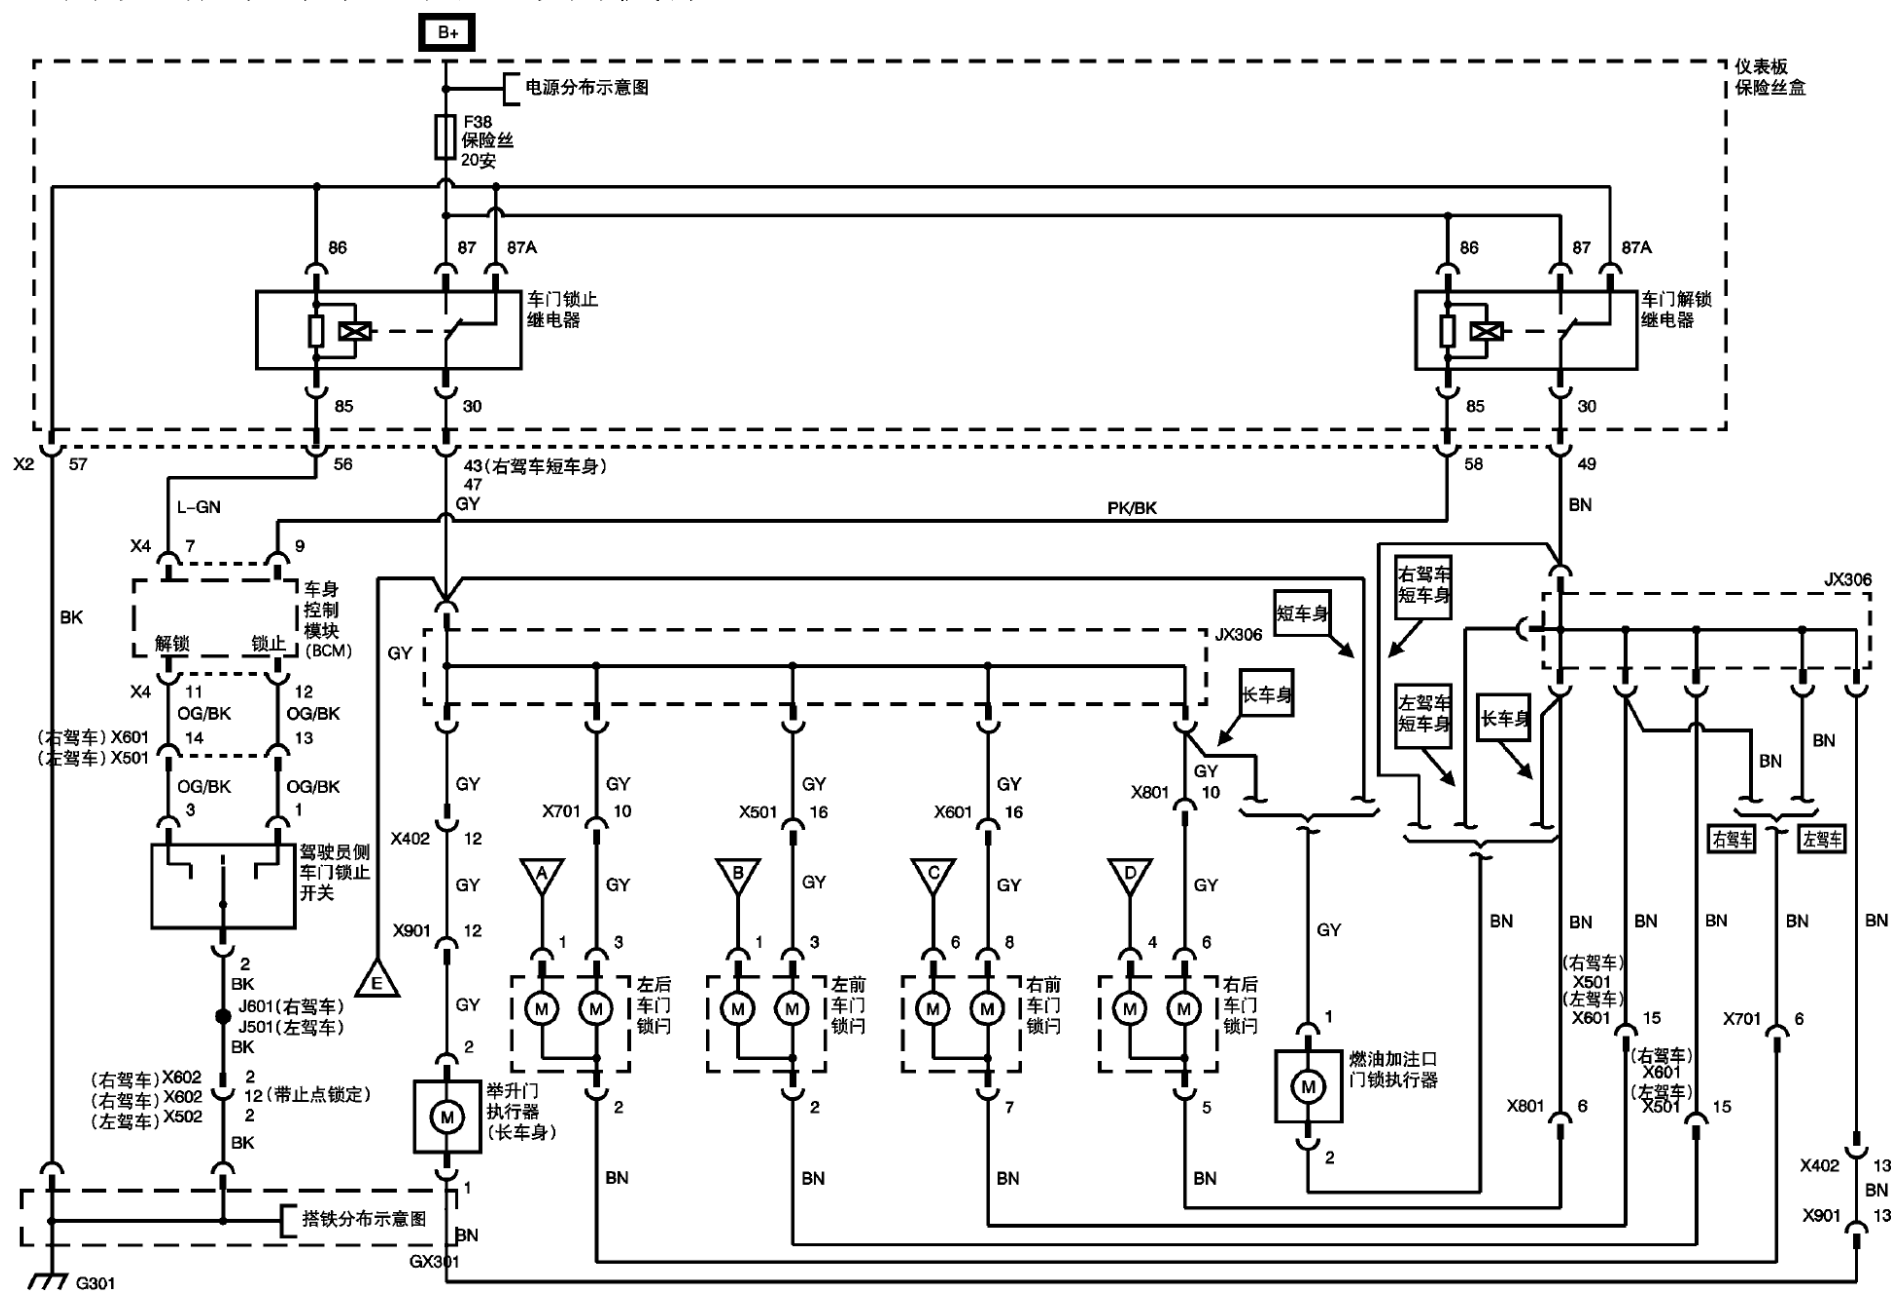 B+
仪表板
保险丝盒
电源分布示意图
F38
保险丝
20安
86
87
87A
86
87
87A
车门锁止
继电器
车门解锁
继电器
85
30
85
30
X2
57
56
43(右驾车短车身)
47
58
49
L-GN
GY
PK/BK
BN
X4
7
9
BK
车身
控制
模块
(BCM)
解锁
锁止
GY
JX306
短车身
右驾车
短车身
JX306
长车身
左驾车
短车身
长车身
X4
11
12
OG/BK
OG/BK
(右驾车)X601
14
13
(左驾车)X501
OG/BK
OG/BK
3
1
GY
GY
GY
GY
GY
BN
BN
X402
12
X701
10
X501
16
X601
16
X801
10
右驾车
左驾车
驾驶员侧
车门锁止
开关
A
B
C
D
GY
GY
GY
GY
GY
X901
12
GY
BN
BN
BN
BN
BN
BN
2
BK
E
1
3
1
3
6
8
4
6
J601(右驾车)
J501(左驾车)
BK
GY
M
M
左后
车门
锁闩
M
M
左前
车门
锁闩
M
M
右前
车门
锁闩
M
M
右后
车门
锁闩
1
(右驾车)
X501
(左驾车)
X601
15
X701
6
(右驾车)X602
2
(右驾车)X602
12(带止点锁定)
(左驾车)X502
2
BK
2
M
举升门
执行器
(长车身)
1
2
2
7
5
M
燃油加注口
门锁执行器
2
(右驾车)
X601
(左驾车)
X501
15
X801
6
X402
13
BN
X901
13
BN
BN
BN
BN
搭铁分布示意图
BN
GX301
G301